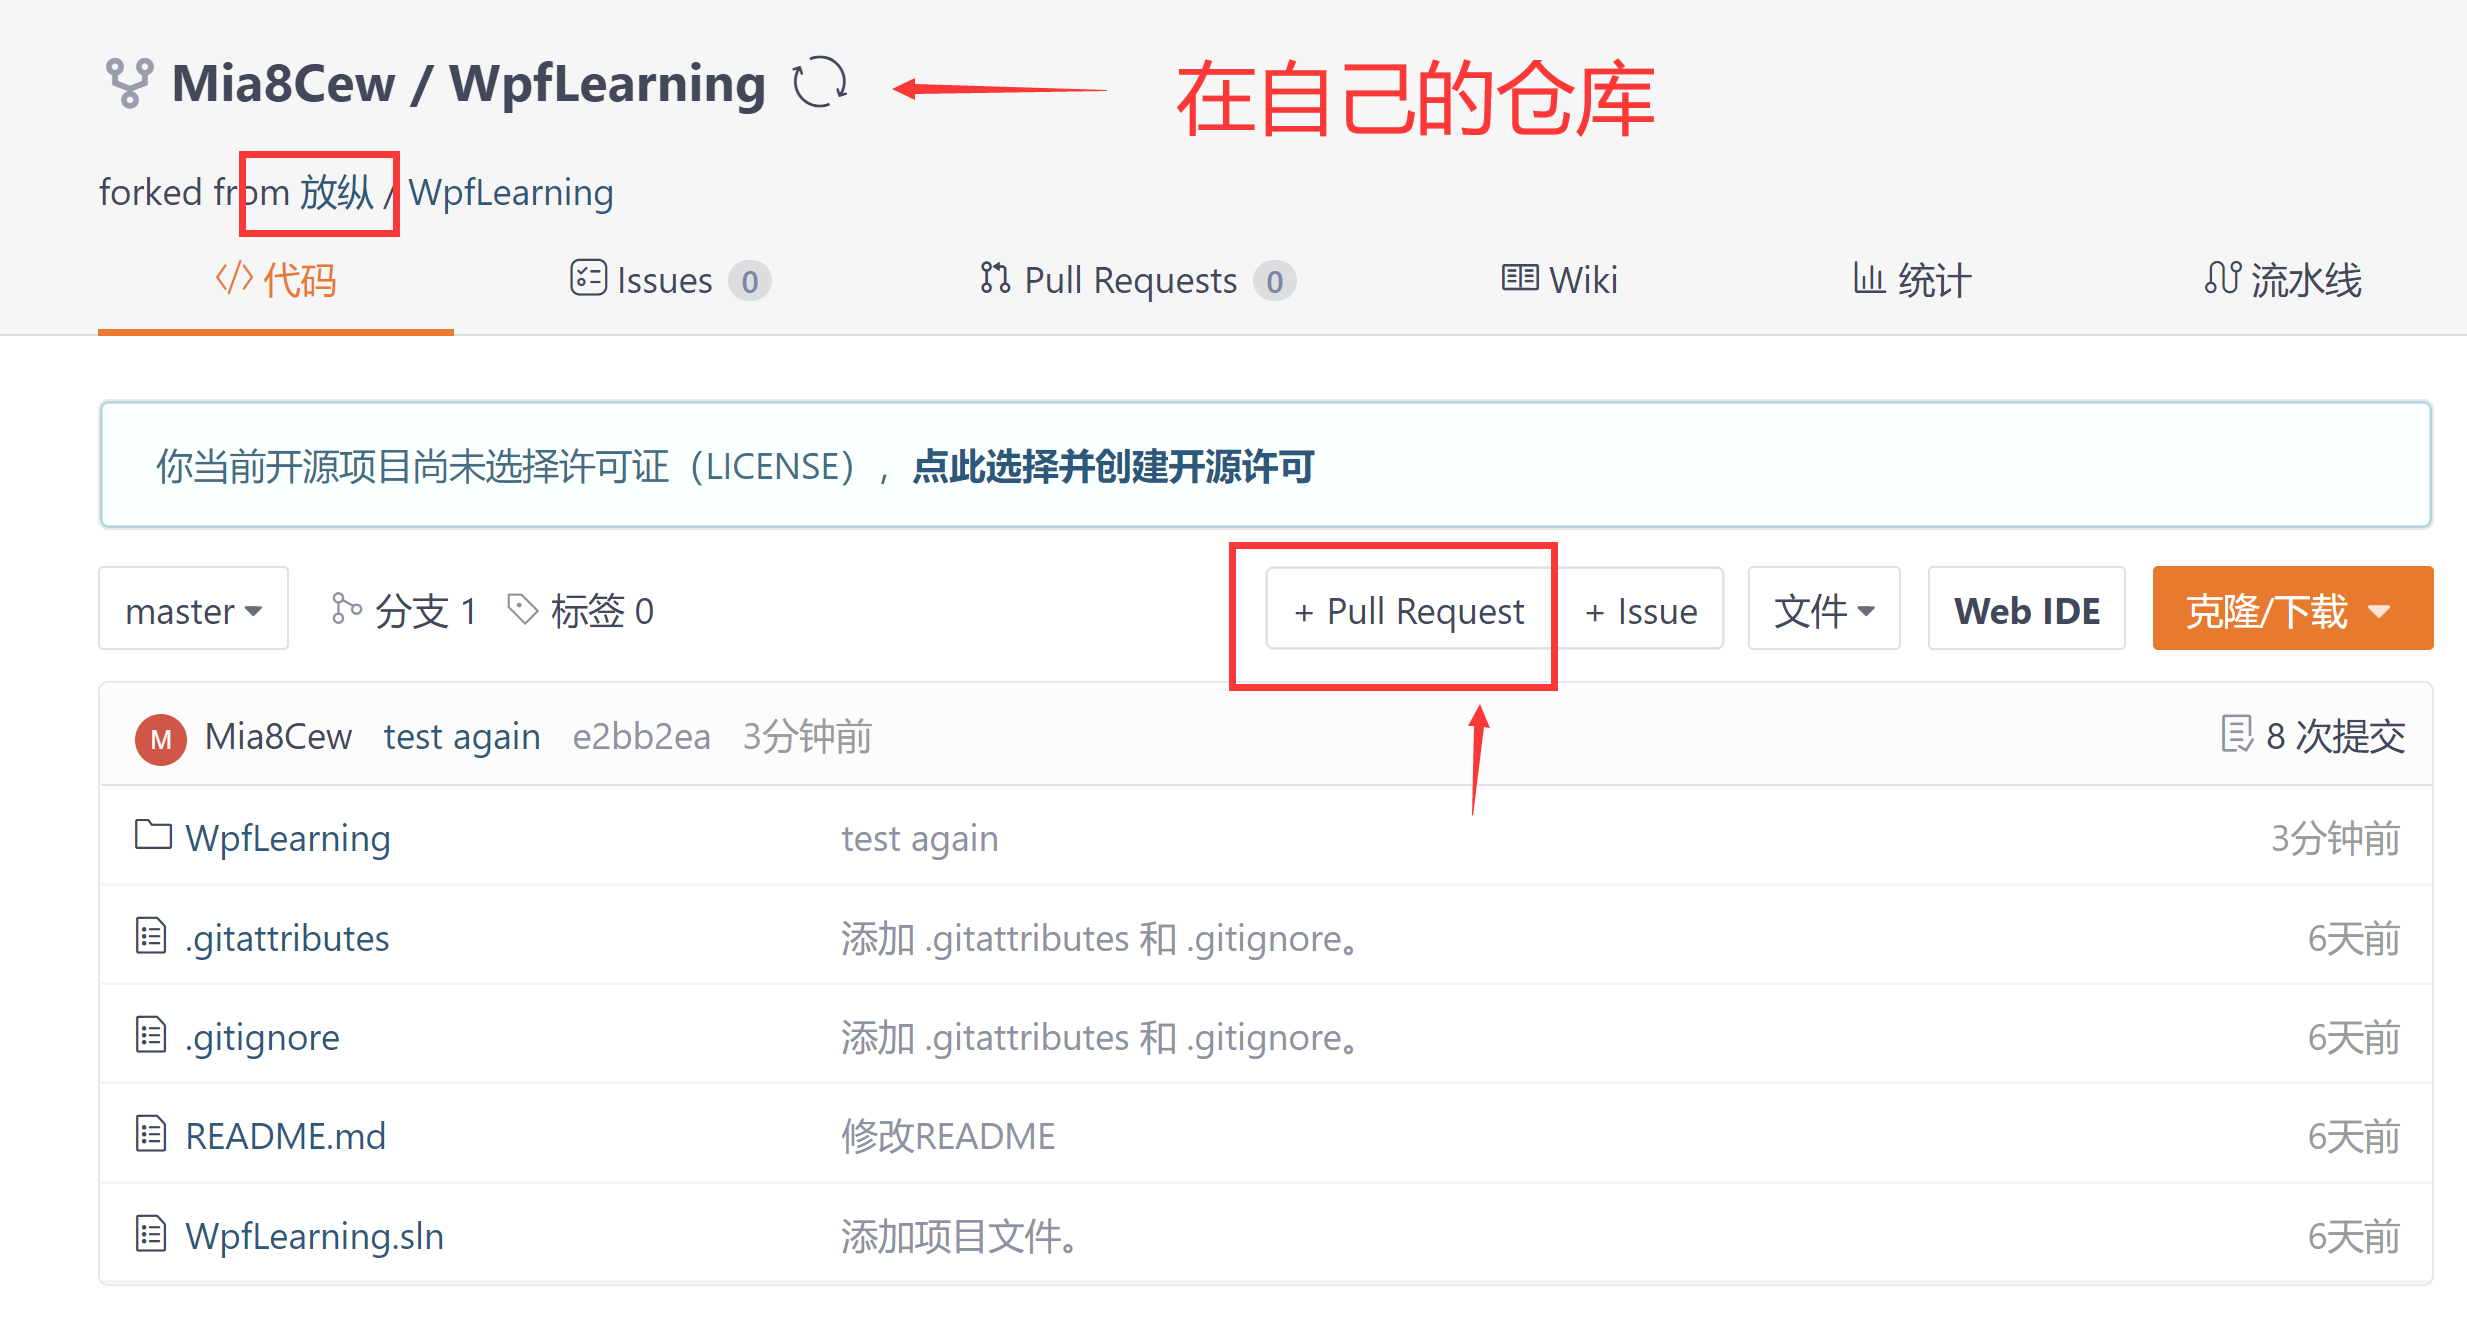 Mia8Cew / WpfLearning
在自己的仓库
forked from 放纵 / WpfLearning
代码 Issues 0 Pull Requests 0 Wiki 统计 流水线
你当前开源项目尚未选择许可证（LICENSE），点此选择并创建开源许可
master 分支 1 标签 0 + Pull Request + Issue 文件 Web IDE 克隆/下载
M Mia8Cew test again e2bb2ea 3分钟前 8 次提交
WpfLearning test again 3分钟前
.gitattributes 添加 .gitattributes 和 .gitignore。 6天前
.gitignore 添加 .gitattributes 和 .gitignore。 6天前
README.md 修改README 6天前
WpfLearning.sln 添加项目文件。 6天前